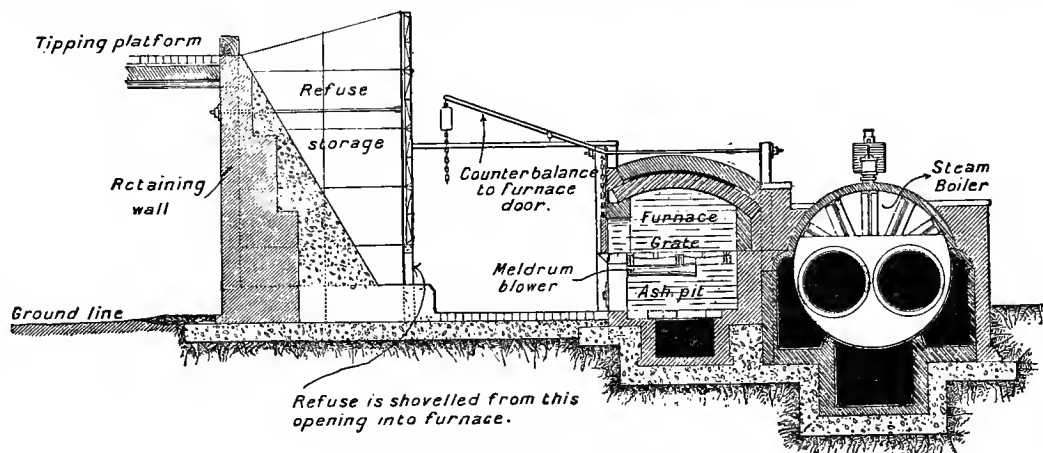 Tipping platform
Refuse
storage
Retaining
wall
Counterbalance
to furnace
door.
Steam
Boiler
Furnace
Grate
Meldrum
blower
Ash pit
Ground line
Refuse is shovelled from this
opening into furnace.